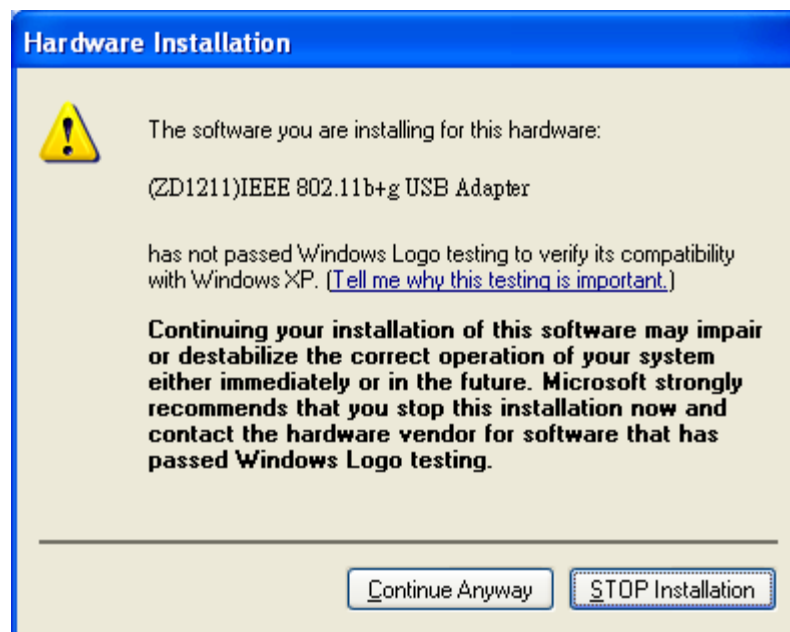 Hardware Installation
The software you are installing for this hardware:
(ZD1211)IEEE 802.11b+g USB Adapter
has not passed Windows Logo testing to verify its compatibility
with Windows XP. (Tell me why this testing is important.)
Continuing your installation of this software may impair
or destabilize the correct operation of your system
either immediately or in the future. Microsoft strongly
recommends that you stop this installation now and
contact the hardware vendor for software that has
passed Windows Logo testing.
Continue Anyway
STOP Installation